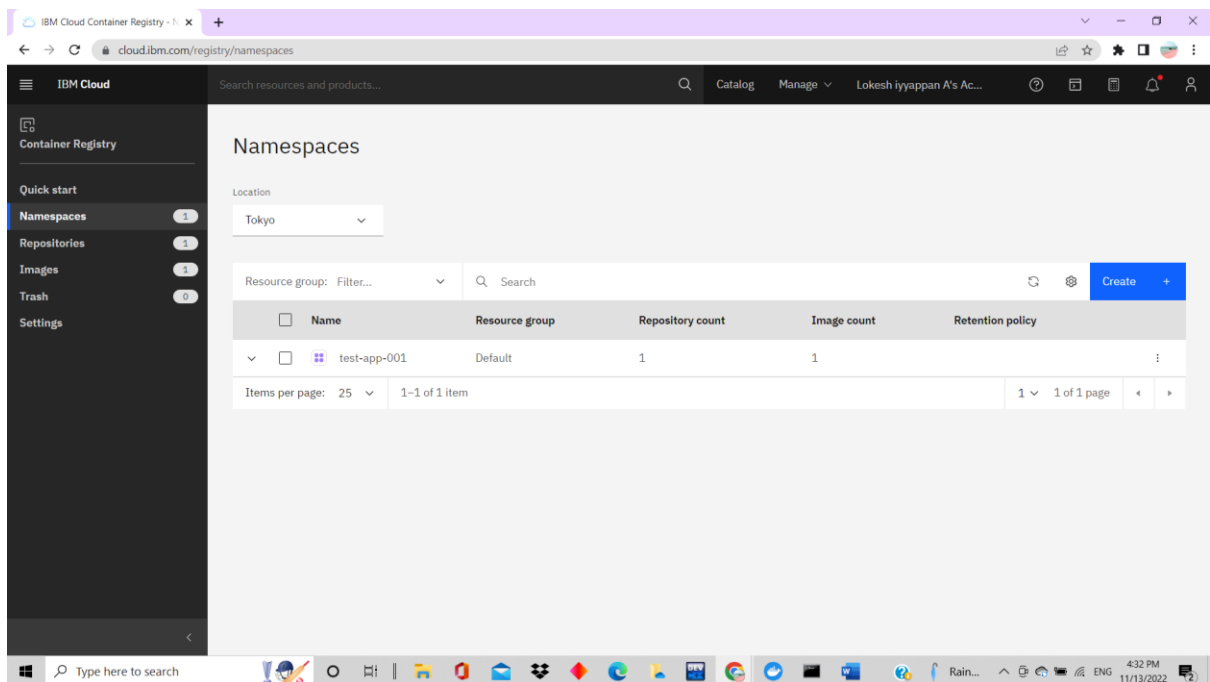 IBM Cloud Container Registry - N
cloud.ibm.com/registry/namespaces
IBM Cloud
Search resources and products...
Catalog
Manage
Lokesh iyyappan A's Ac...
Container Registry
Quick start
Namespaces 1
Repositories 1
Images 1
Trash 0
Settings
Namespaces
Location
Tokyo
Resource group: Filter... Search Create +
Name Resource group Repository count Image count Retention policy
test-app-001 Default 1 1
Items per page: 25 1–1 of 1 item 1 1 of 1 page
Type here to search
Rain...
ENG
4:32 PM
11/13/2022
2